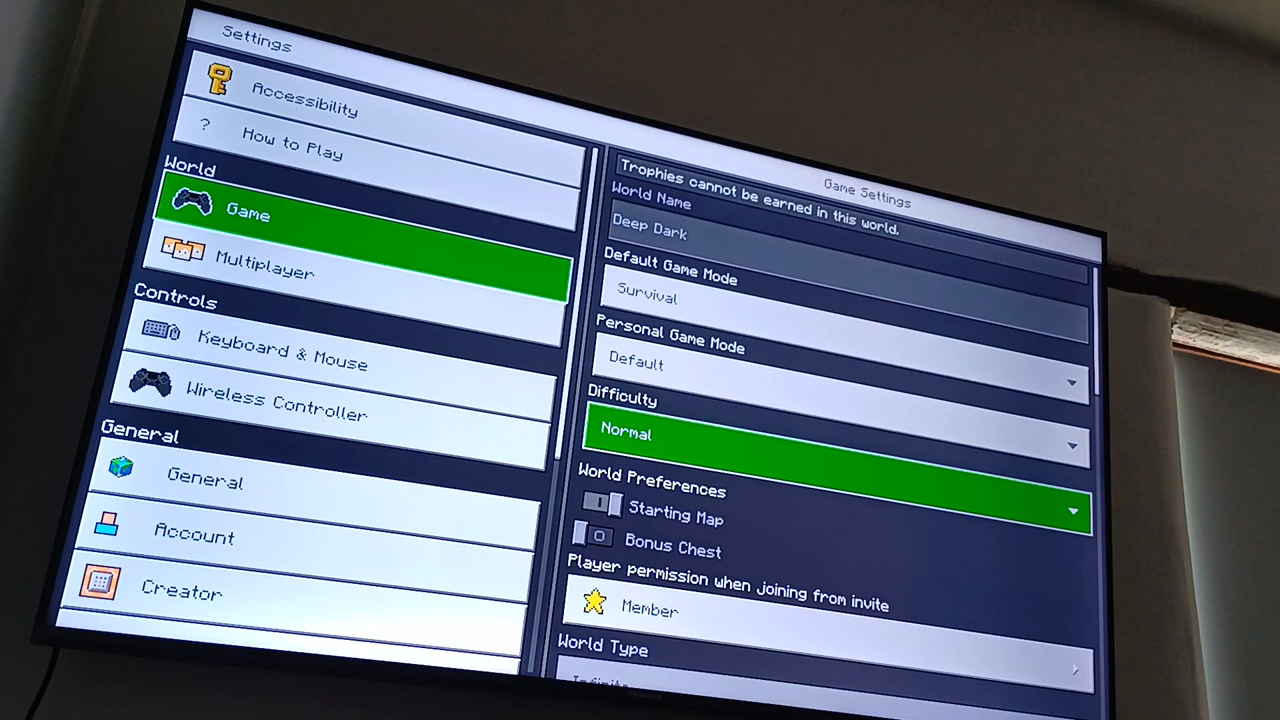 Settings
Accessibility
? How to Play
World
Game
Multiplayer
Controls
Keyboard & Mouse
Wireless Controller
General
General
Account
Creator
Game Settings
Trophies cannot be earned in this world.
World Name
Deep Dark
Default Game Mode
Survival
Personal Game Mode
Default
Difficulty
Normal
World Preferences
Starting Map
Bonus Chest
Player permission when joining from invite
Member
World Type
Infinite